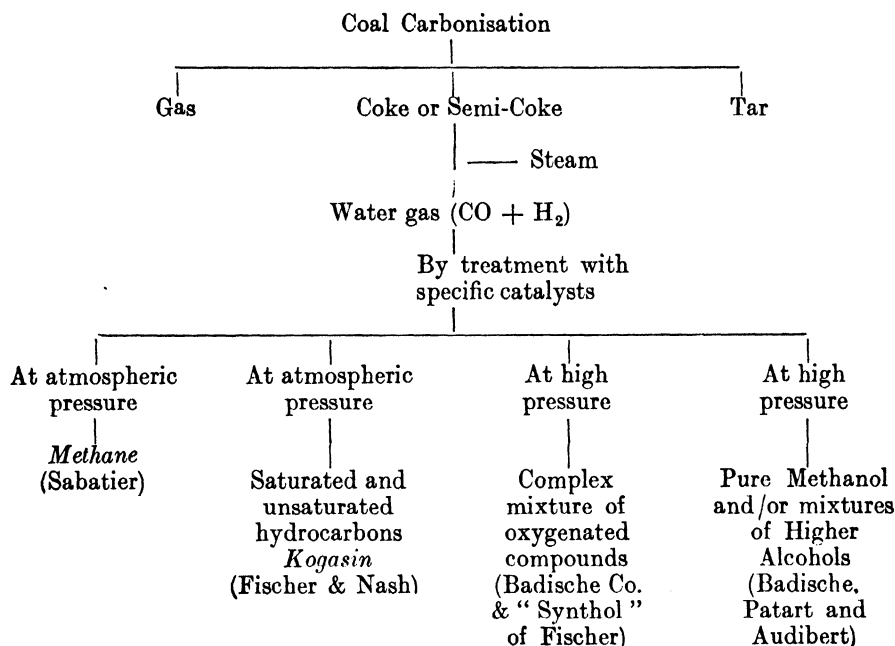 Coal Carbonisation
Gas
Coke or Semi-Coke
Tar
Steam
Water gas (CO + H₂)
By treatment with
specific catalysts
At atmospheric
pressure
Methane
(Sabatier)
At atmospheric
pressure
Saturated and
unsaturated
hydrocarbons
Kogasin
(Fischer & Nash)
At high
pressure
Complex
mixture of
oxygenated
compounds
(Badische Co.
& "Synthol"
of Fischer)
At high
pressure
Pure Methanol
and/or mixtures
of Higher
Alcohols
(Badische,
Patart and
Audibert)